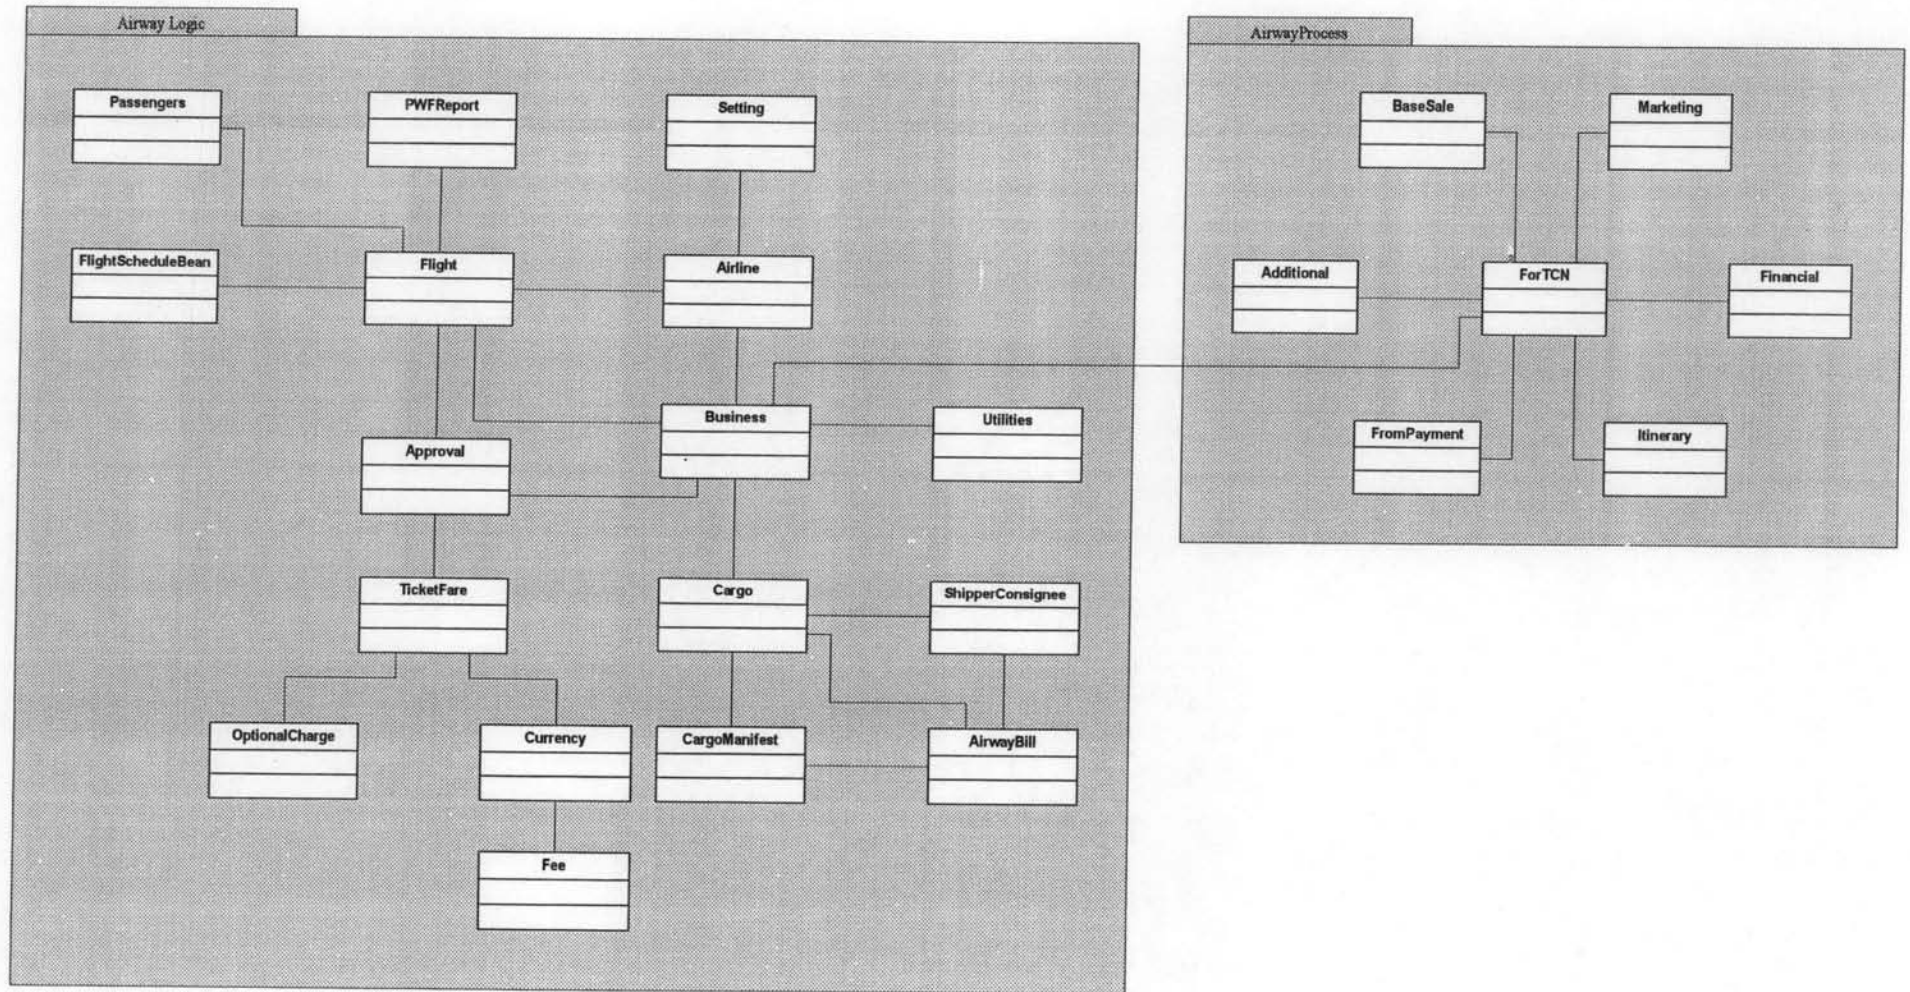 Airway Logic
AirwayProcess
Passengers
PWFReport
Setting
BaseSale
Marketing
FlightScheduleBean
Flight
Airline
Additional
ForTCN
Financial
Approval
Business
Utilities
FromPayment
Itinerary
TicketFare
Cargo
ShipperConsignee
OptionalCharge
Currency
CargoManifest
AirwayBill
Fee